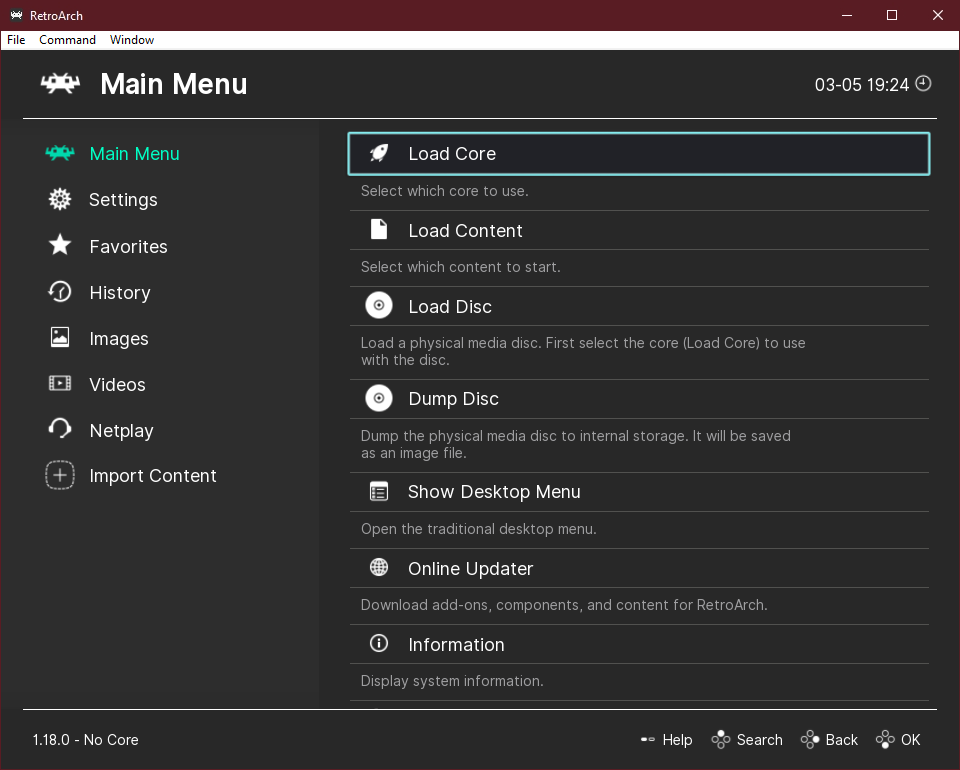 RetroArch
File Command Window
Main Menu
03-05 19:24
Main Menu
Settings
Favorites
History
Images
Videos
Netplay
Import Content
Load Core
Select which core to use.
Load Content
Select which content to start.
Load Disc
Load a physical media disc. First select the core (Load Core) to use
with the disc.
Dump Disc
Dump the physical media disc to internal storage. It will be saved
as an image file.
Show Desktop Menu
Open the traditional desktop menu.
Online Updater
Download add-ons, components, and content for RetroArch.
Information
Display system information.
1.18.0 - No Core
Help Search Back OK